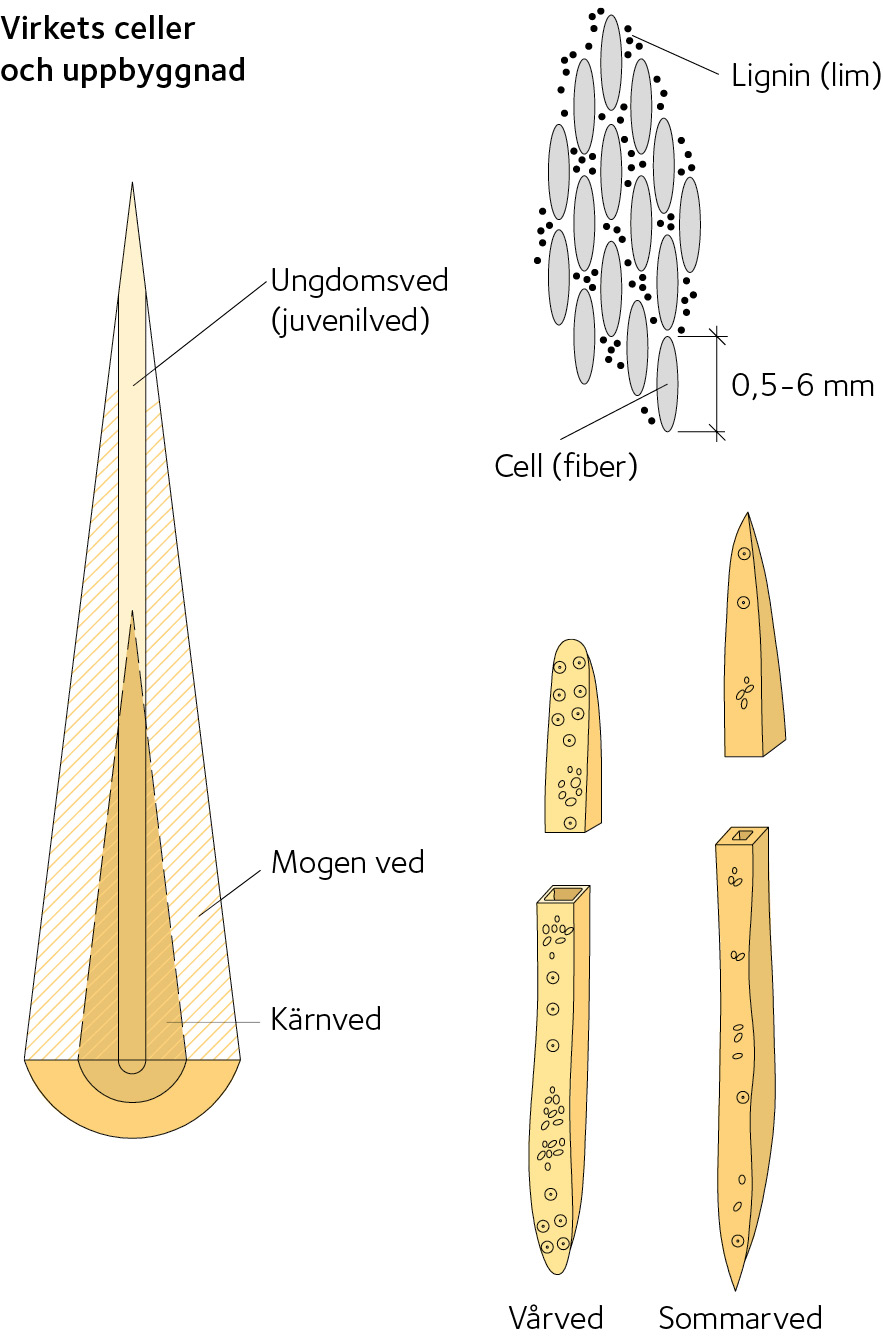 Virkets celler
och uppbyggnad
Lignin (lim)
Ungdomsved
(juvenilved)
0,5–6 mm
Cell (fiber)
Mogen ved
Kärnved
Vårved
Sommarved